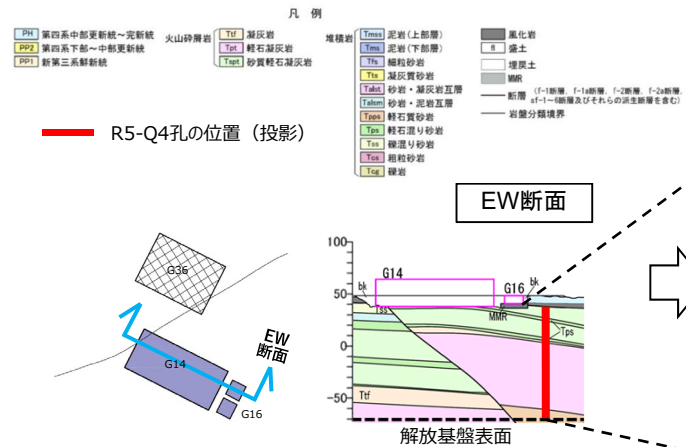 凡 例
PH 第四系中部更新統～完新統
PP2 第四系下部～中部更新統
PP1 新第三系鮮新統
火山砕屑岩
Ttf 凝灰岩
Tpt 軽石凝灰岩
Tspt 砂質軽石凝灰岩
堆積岩
Tmss 泥岩(上部層)
Tms 泥岩(下部層)
Tfs 細粒砂岩
Tts 凝灰質砂岩
Talst 砂岩・凝灰岩互層
Talsm 砂岩・泥岩互層
Tpps 軽石質砂岩
Tps 軽石混り砂岩
Tss 礫混り砂岩
Tcs 粗粒砂岩
Tcg 礫岩
風化岩
fl 盛土
埋戻土
MMR
断層 (f-1断層, f-1a断層, f-2断層, f-2a断層, sf-1～6断層及びそれらの派生断層を含む)
岩盤分類境界
R5-Q4孔の位置（投影）
EW断面
G36
G14
G16
EW
断面
100
50
0
-50
bk
G14
G16
bk
Tss
MMR
Tps
Ttf
解放基盤表面